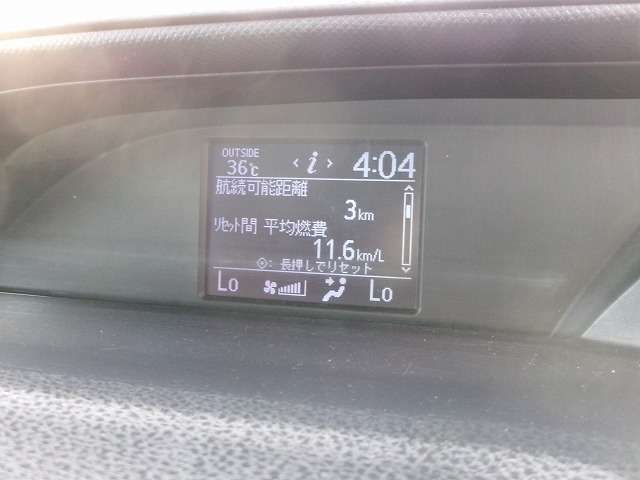 OUTSIDE
36℃
‹ i › 4:04
航続可能距離
3km
ﾘｾｯﾄ間 平均燃費
11.6km/L
◎: 長押しでリセット
Lo Lo